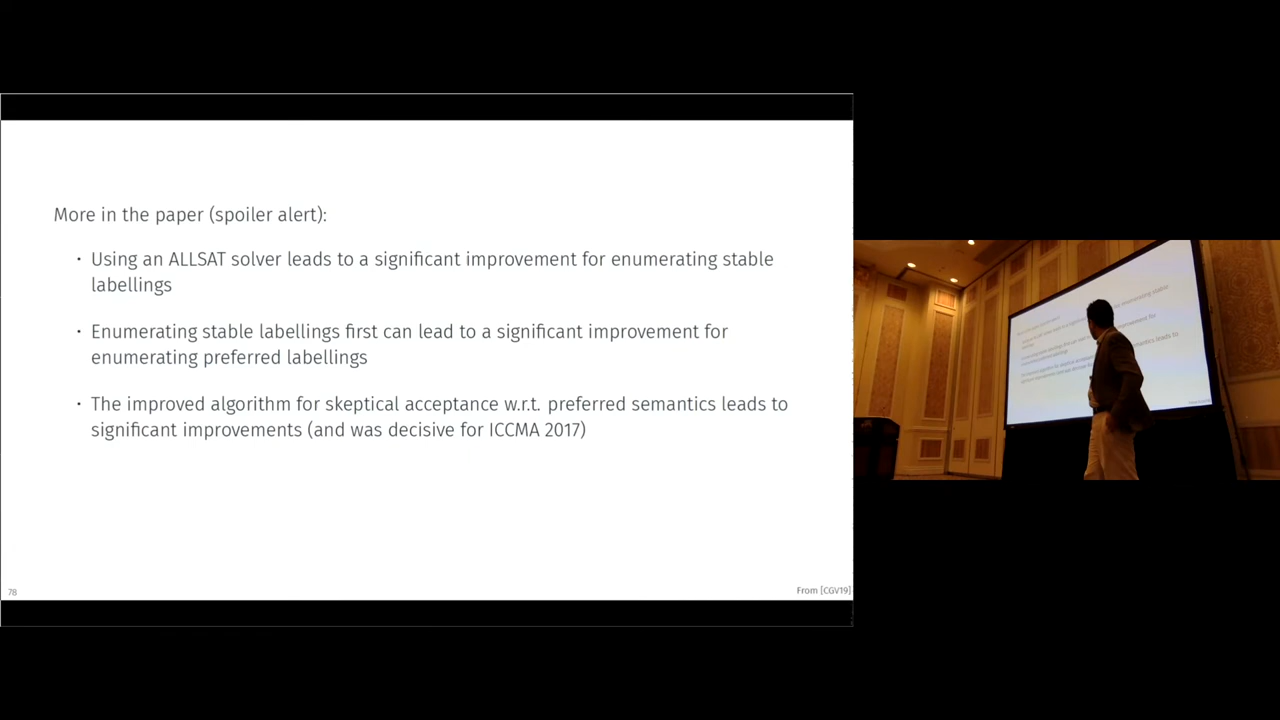 More in the paper (spoiler alert):
· Using an ALLSAT solver leads to a significant improvement for enumerating stable
labellings
· Enumerating stable labellings first can lead to a significant improvement for
enumerating preferred labellings
· The improved algorithm for skeptical acceptance w.r.t. preferred semantics leads to
significant improvements (and was decisive for ICCMA 2017)
78
From [CGV19]